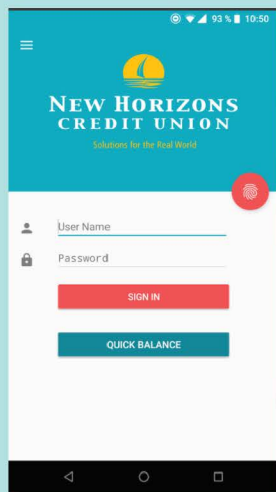 93 % 10:50
NEW HORIZONS
CREDIT UNION
Solutions for the Real World
User Name
Password
SIGN IN
QUICK BALANCE